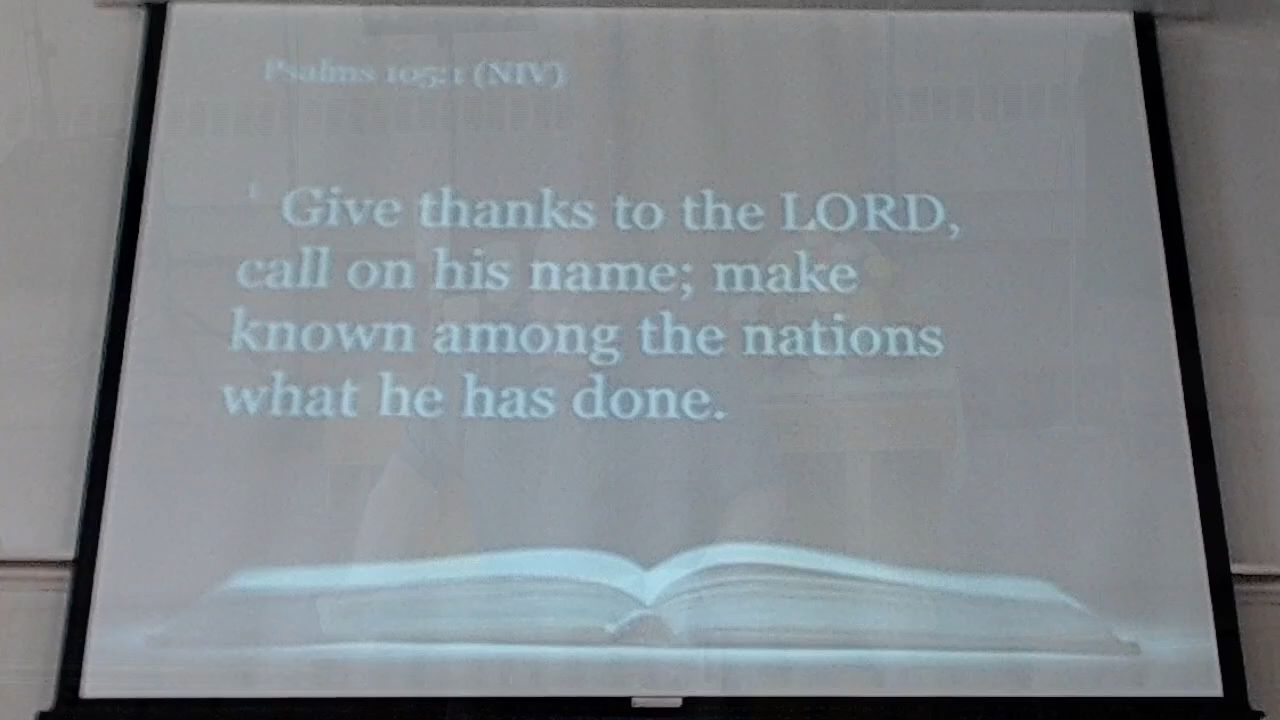 Psalms 105:1 (NIV)
1 Give thanks to the LORD,
call on his name; make
known among the nations
what he has done.